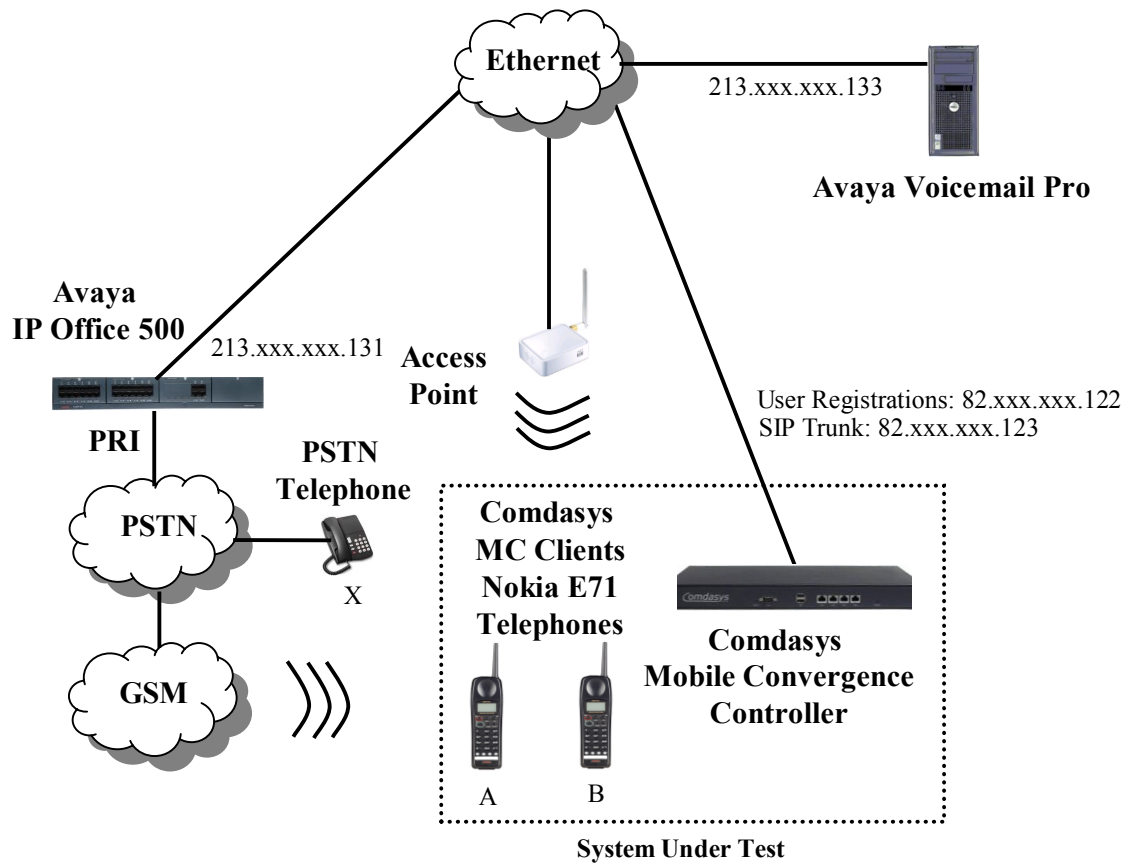 Ethernet
213.xxx.xxx.133
Avaya Voicemail Pro
Avaya
IP Office 500
213.xxx.xxx.131
Access
Point
User Registrations: 82.xxx.xxx.122
SIP Trunk: 82.xxx.xxx.123
PRI
PSTN
Telephone
PSTN
X
GSM
Comdasys
MC Clients
Nokia E71
Telephones
A
B
Comdasys
Comdasys
Mobile Convergence
Controller
System Under Test